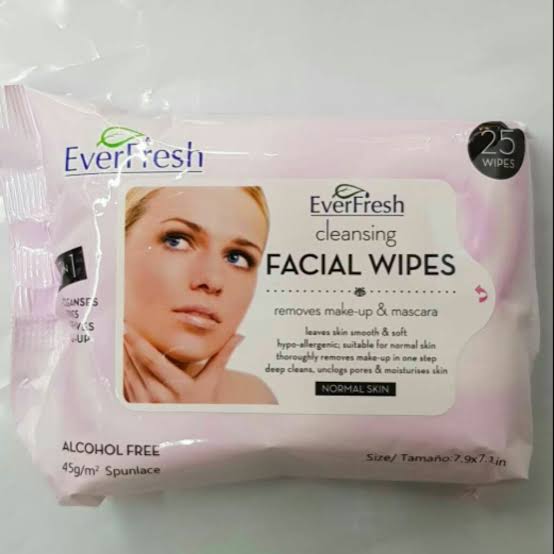 EverFresh
25
WIPES
EverFresh
cleansing
FACIAL WIPES
removes make-up & mascara
leaves skin smooth & soft
hypo-allergenic; suitable for normal skin
thoroughly removes make-up in one step
deep cleans, unclogs pores & moisturises skin
NORMAL SKIN
ALCOHOL FREE
45g/m² Spunlace
Size/ Tamaño:7.9x7.1in